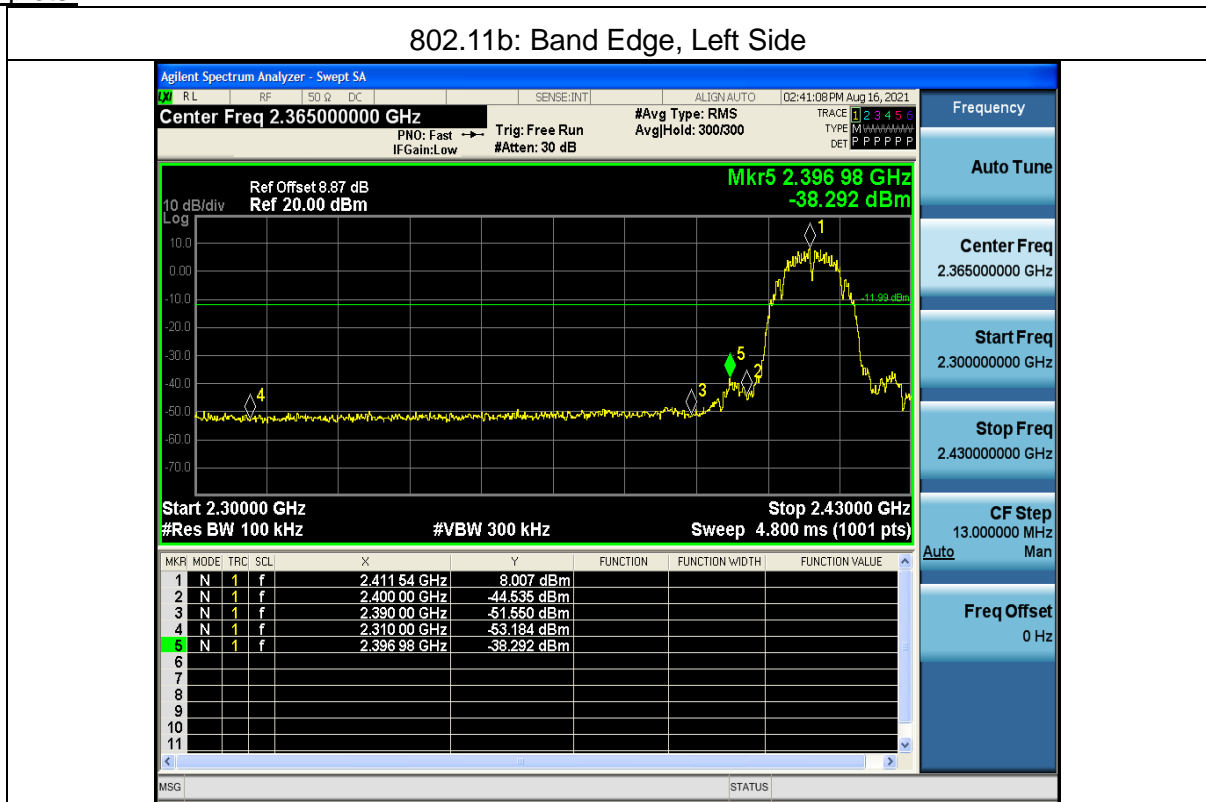 802.11b: Band Edge, Left Side
Agilent Spectrum Analyzer - Swept SA
LXI RL RF 50 Ω DC SENSE:INT ALIGN AUTO 02:41:08 PM Aug 16, 2021
Center Freq 2.365000000 GHz
PNO: Fast
IFGain:Low
Trig: Free Run
#Atten: 30 dB
#Avg Type: RMS
Avg|Hold: 300/300
TRACE 1 2 3 4 5 6
TYPE M
DET P P P P P P
Frequency
Auto Tune
Center Freq
2.365000000 GHz
Start Freq
2.300000000 GHz
Stop Freq
2.430000000 GHz
CF Step
13.000000 MHz
Auto Man
Freq Offset
0 Hz
Mkr5 2.396 98 GHz
-38.292 dBm
Ref Offset 8.87 dB
10 dB/div Ref 20.00 dBm
Log
10.0
0.00
-10.0
-20.0
-30.0
-40.0
-50.0
-60.0
-70.0
1
-11.99 dBm
5
2
3
4
Start 2.30000 GHz Stop 2.43000 GHz
#Res BW 100 kHz #VBW 300 kHz Sweep 4.800 ms (1001 pts)
MKR MODE TRC SCL X Y FUNCTION FUNCTION WIDTH FUNCTION VALUE
1 N 1 f 2.411 54 GHz 8.007 dBm
2 N 1 f 2.400 00 GHz -44.535 dBm
3 N 1 f 2.390 00 GHz -51.550 dBm
4 N 1 f 2.310 00 GHz -53.184 dBm
5 N 1 f 2.396 98 GHz -38.292 dBm
6
7
8
9
10
11
MSG STATUS